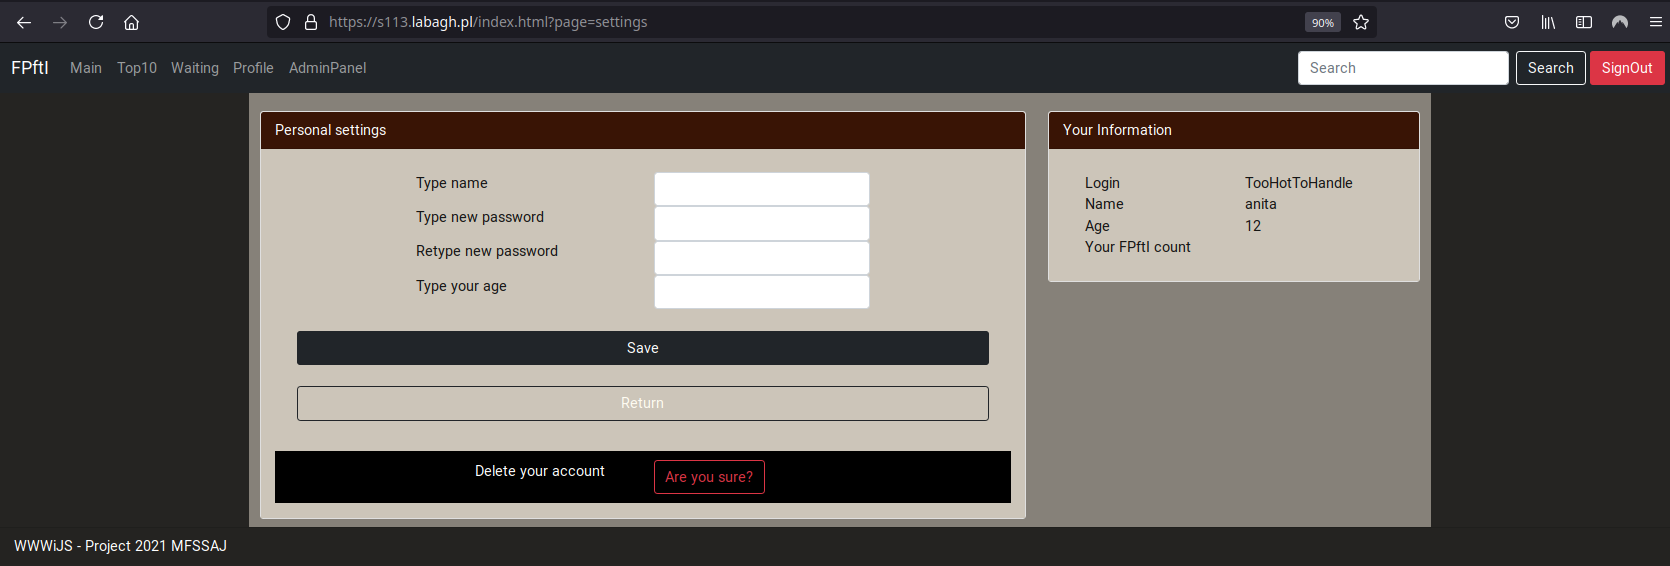 https://s113.labagh.pl/index.html?page=settings 90%
FPftI Main Top10 Waiting Profile AdminPanel Search Search SignOut
Personal settings
Type name
Type new password
Retype new password
Type your age
Save
Return
Delete your account Are you sure?
Your Information
Login TooHotToHandle
Name anita
Age 12
Your FPftI count
WWWiJS - Project 2021 MFSSAJ